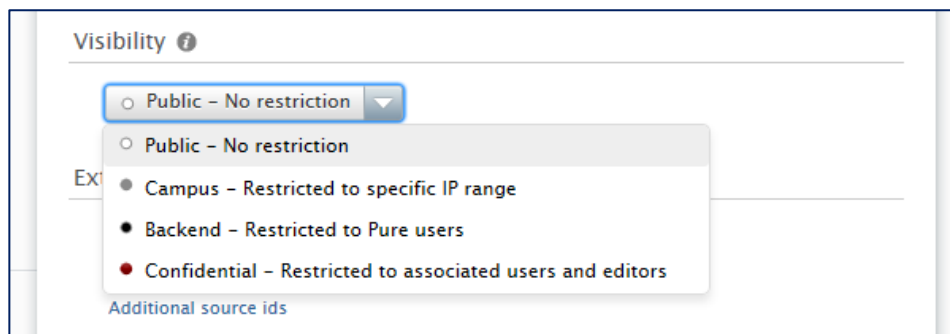 Visibility
Public – No restriction
Public – No restriction
Ext
Campus – Restricted to specific IP range
Backend – Restricted to Pure users
Confidential – Restricted to associated users and editors
Additional source ids